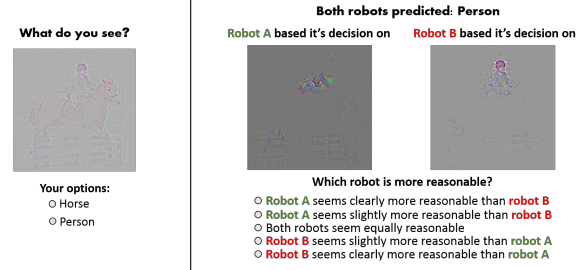 What do you see?
Your options:
Horse
Person
Both robots predicted: Person
Robot A based it's decision on
Robot B based it's decision on
Which robot is more reasonable?
Robot A seems clearly more reasonable than robot B
Robot A seems slightly more reasonable than robot B
Both robots seem equally reasonable
Robot B seems slightly more reasonable than robot A
Robot B seems clearly more reasonable than robot A